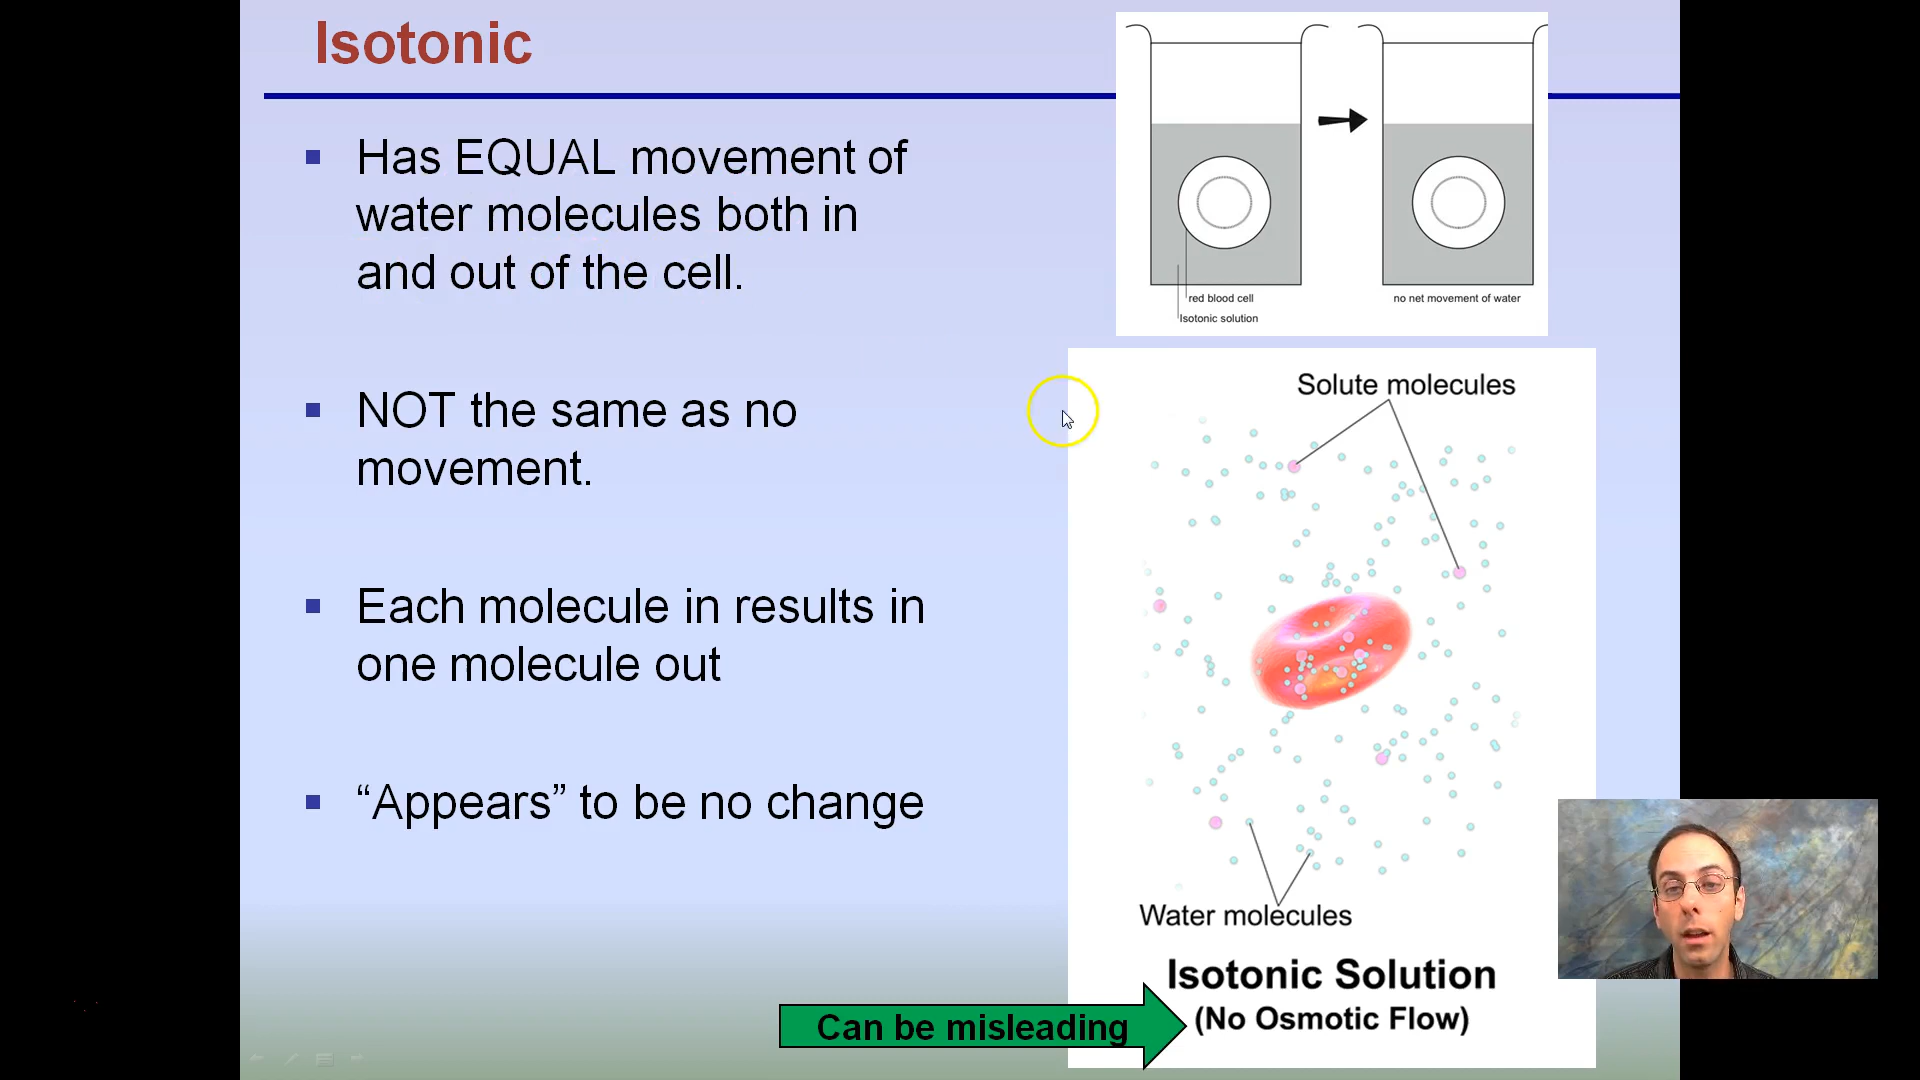 Isotonic
Has EQUAL movement of
water molecules both in
and out of the cell.
NOT the same as no
movement.
Each molecule in results in
one molecule out
“Appears” to be no change
red blood cell
Isotonic solution
no net movement of water
Solute molecules
Water molecules
Isotonic Solution
(No Osmotic Flow)
Can be misleading